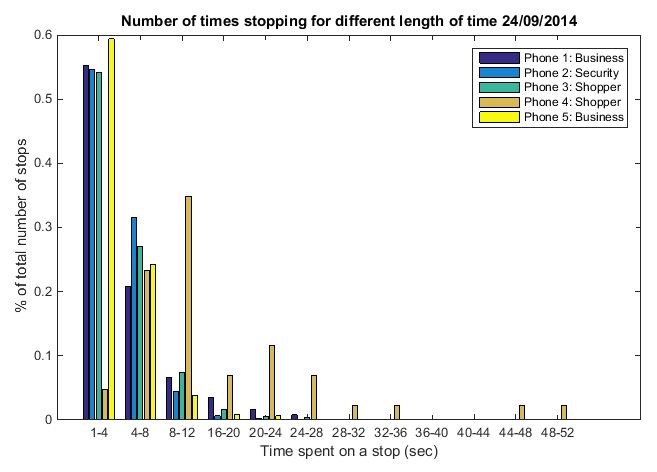 Number of times stopping for different length of time 24/09/2014
0.6
0.5
0.4
0.3
0.2
0.1
0
% of total number of stops
Phone 1: Business
Phone 2: Security
Phone 3: Shopper
Phone 4: Shopper
Phone 5: Business
1-4 4-8 8-12 16-20 20-24 24-28 28-32 32-36 36-40 40-44 44-48 48-52
Time spent on a stop (sec)